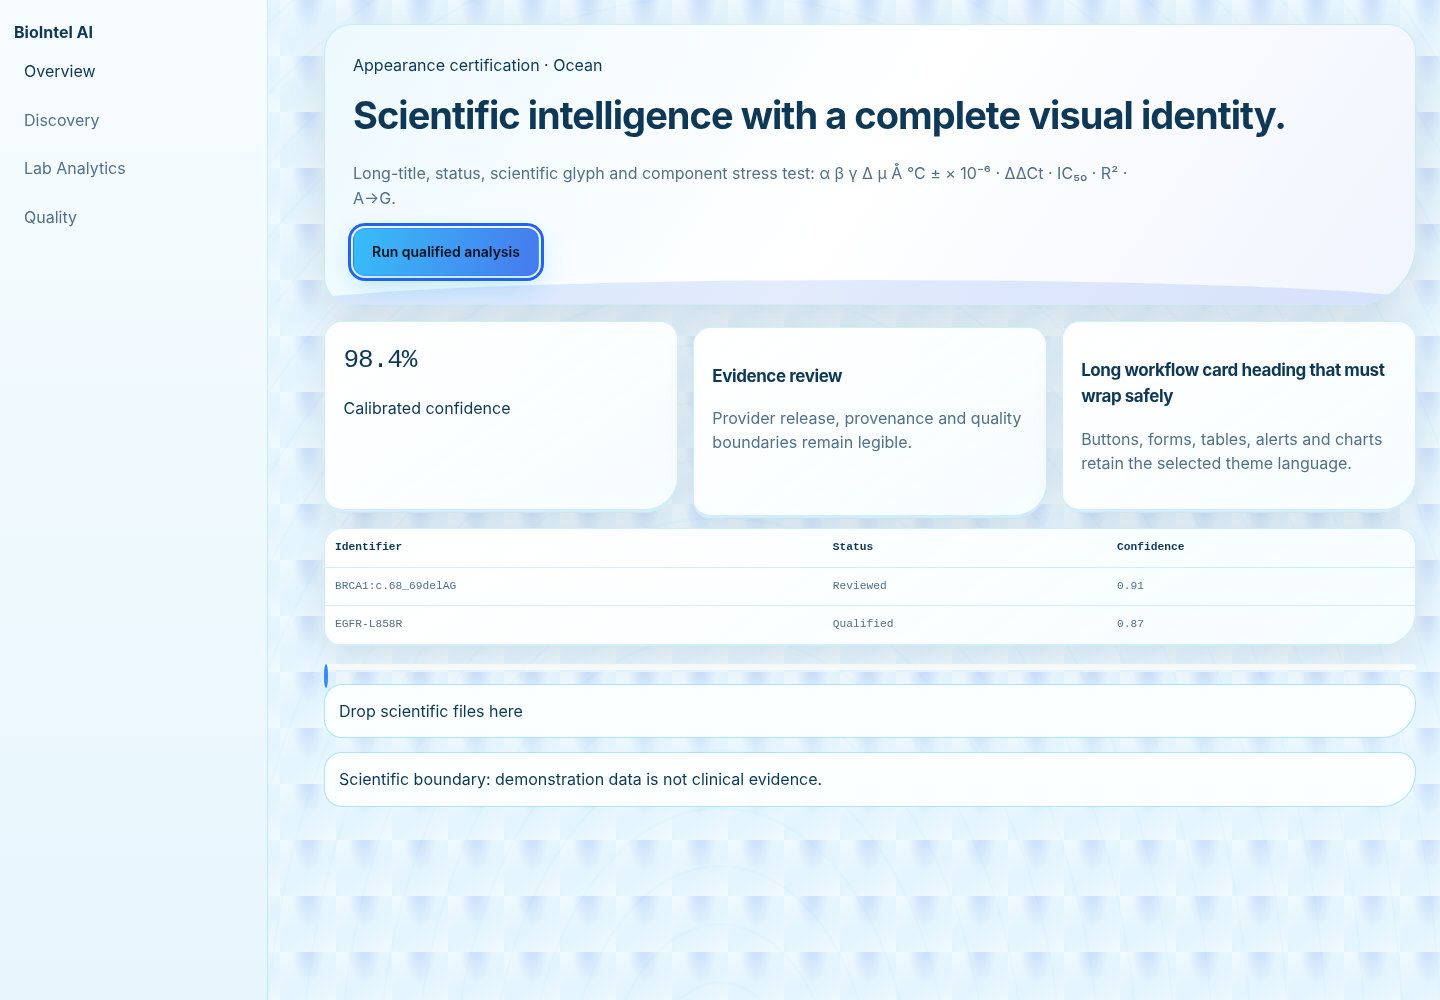 BioIntel AI
Overview
Discovery
Lab Analytics
Quality
Appearance certification · Ocean
Scientific intelligence with a complete visual identity.
Long-title, status, scientific glyph and component stress test: α β γ Δ μ Å °C ± × 10⁻⁶ · ΔΔCt · IC₅₀ · R² ·
A→G.
Run qualified analysis
98.4%
Calibrated confidence
Evidence review
Provider release, provenance and quality
boundaries remain legible.
Long workflow card heading that must
wrap safely
Buttons, forms, tables, alerts and charts
retain the selected theme language.
Identifier Status Confidence
BRCA1:c.68_69delAG Reviewed 0.91
EGFR-L858R Qualified 0.87
Drop scientific files here
Scientific boundary: demonstration data is not clinical evidence.